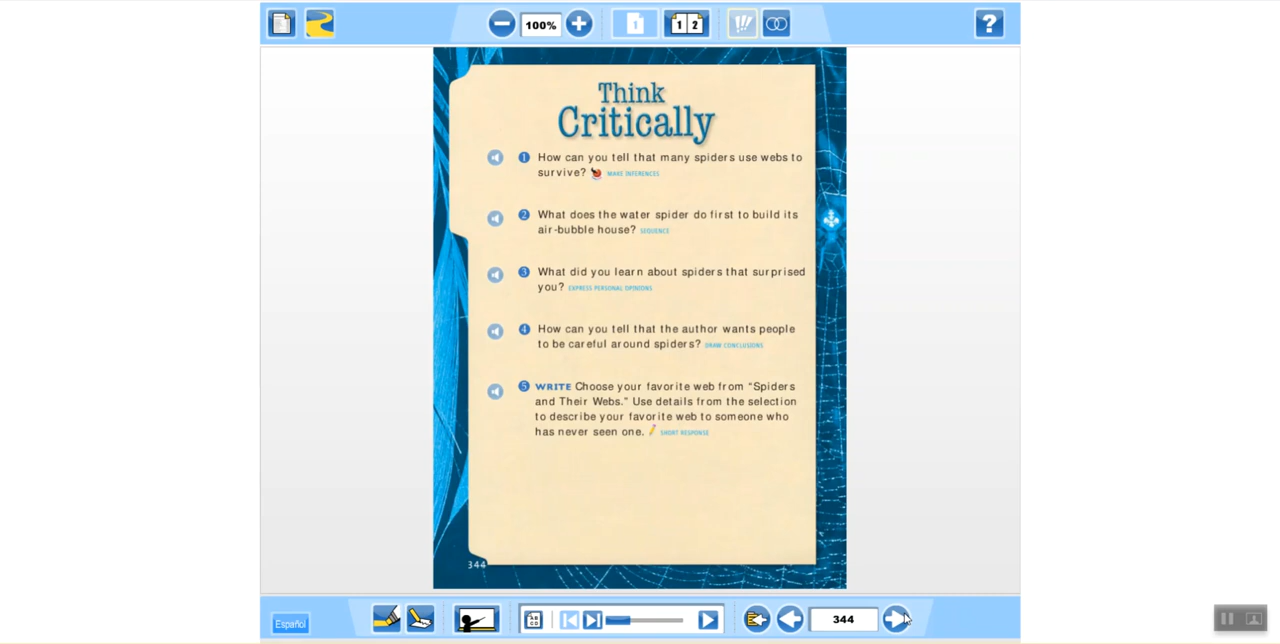 100%
1
1 2
?
Think
Critically
1 How can you tell that many spiders use webs to
survive? MAKE INFERENCES
2 What does the water spider do first to build its
air-bubble house? SEQUENCE
3 What did you learn about spiders that surprised
you? EXPRESS PERSONAL OPINIONS
4 How can you tell that the author wants people
to be careful around spiders? DRAW CONCLUSIONS
5 WRITE Choose your favorite web from “Spiders
and Their Webs.” Use details from the selection
to describe your favorite web to someone who
has never seen one. SHORT RESPONSE
344
Español
344